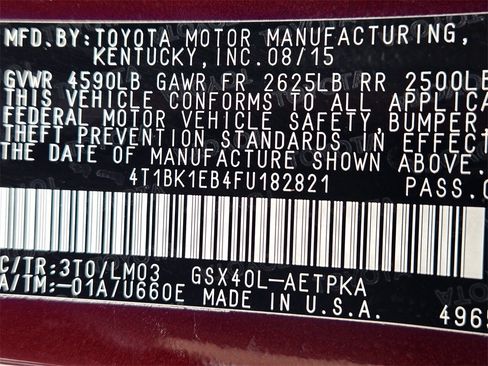 MFD.BY:TOYOTA MOTOR MANUFACTURING,
KENTUCKY,INC.08/15
GVWR 4590LB GAWR FR 2625LB RR 2500LB
THIS VEHICLE CONFORMS TO ALL APPLICA
FEDERAL MOTOR VEHICLE SAFETY,BUMPER,
THEFT PREVENTION STANDARDS IN EFFECT
THE DATE OF MANUFACTURE SHOWN ABOVE.
4T1BK1EB4FU182821 PASS.C
C/TR:3T0/LM03 GSX40L-AETPKA
A/TM:-01A/U660E MADE IN U.S.A. 4965